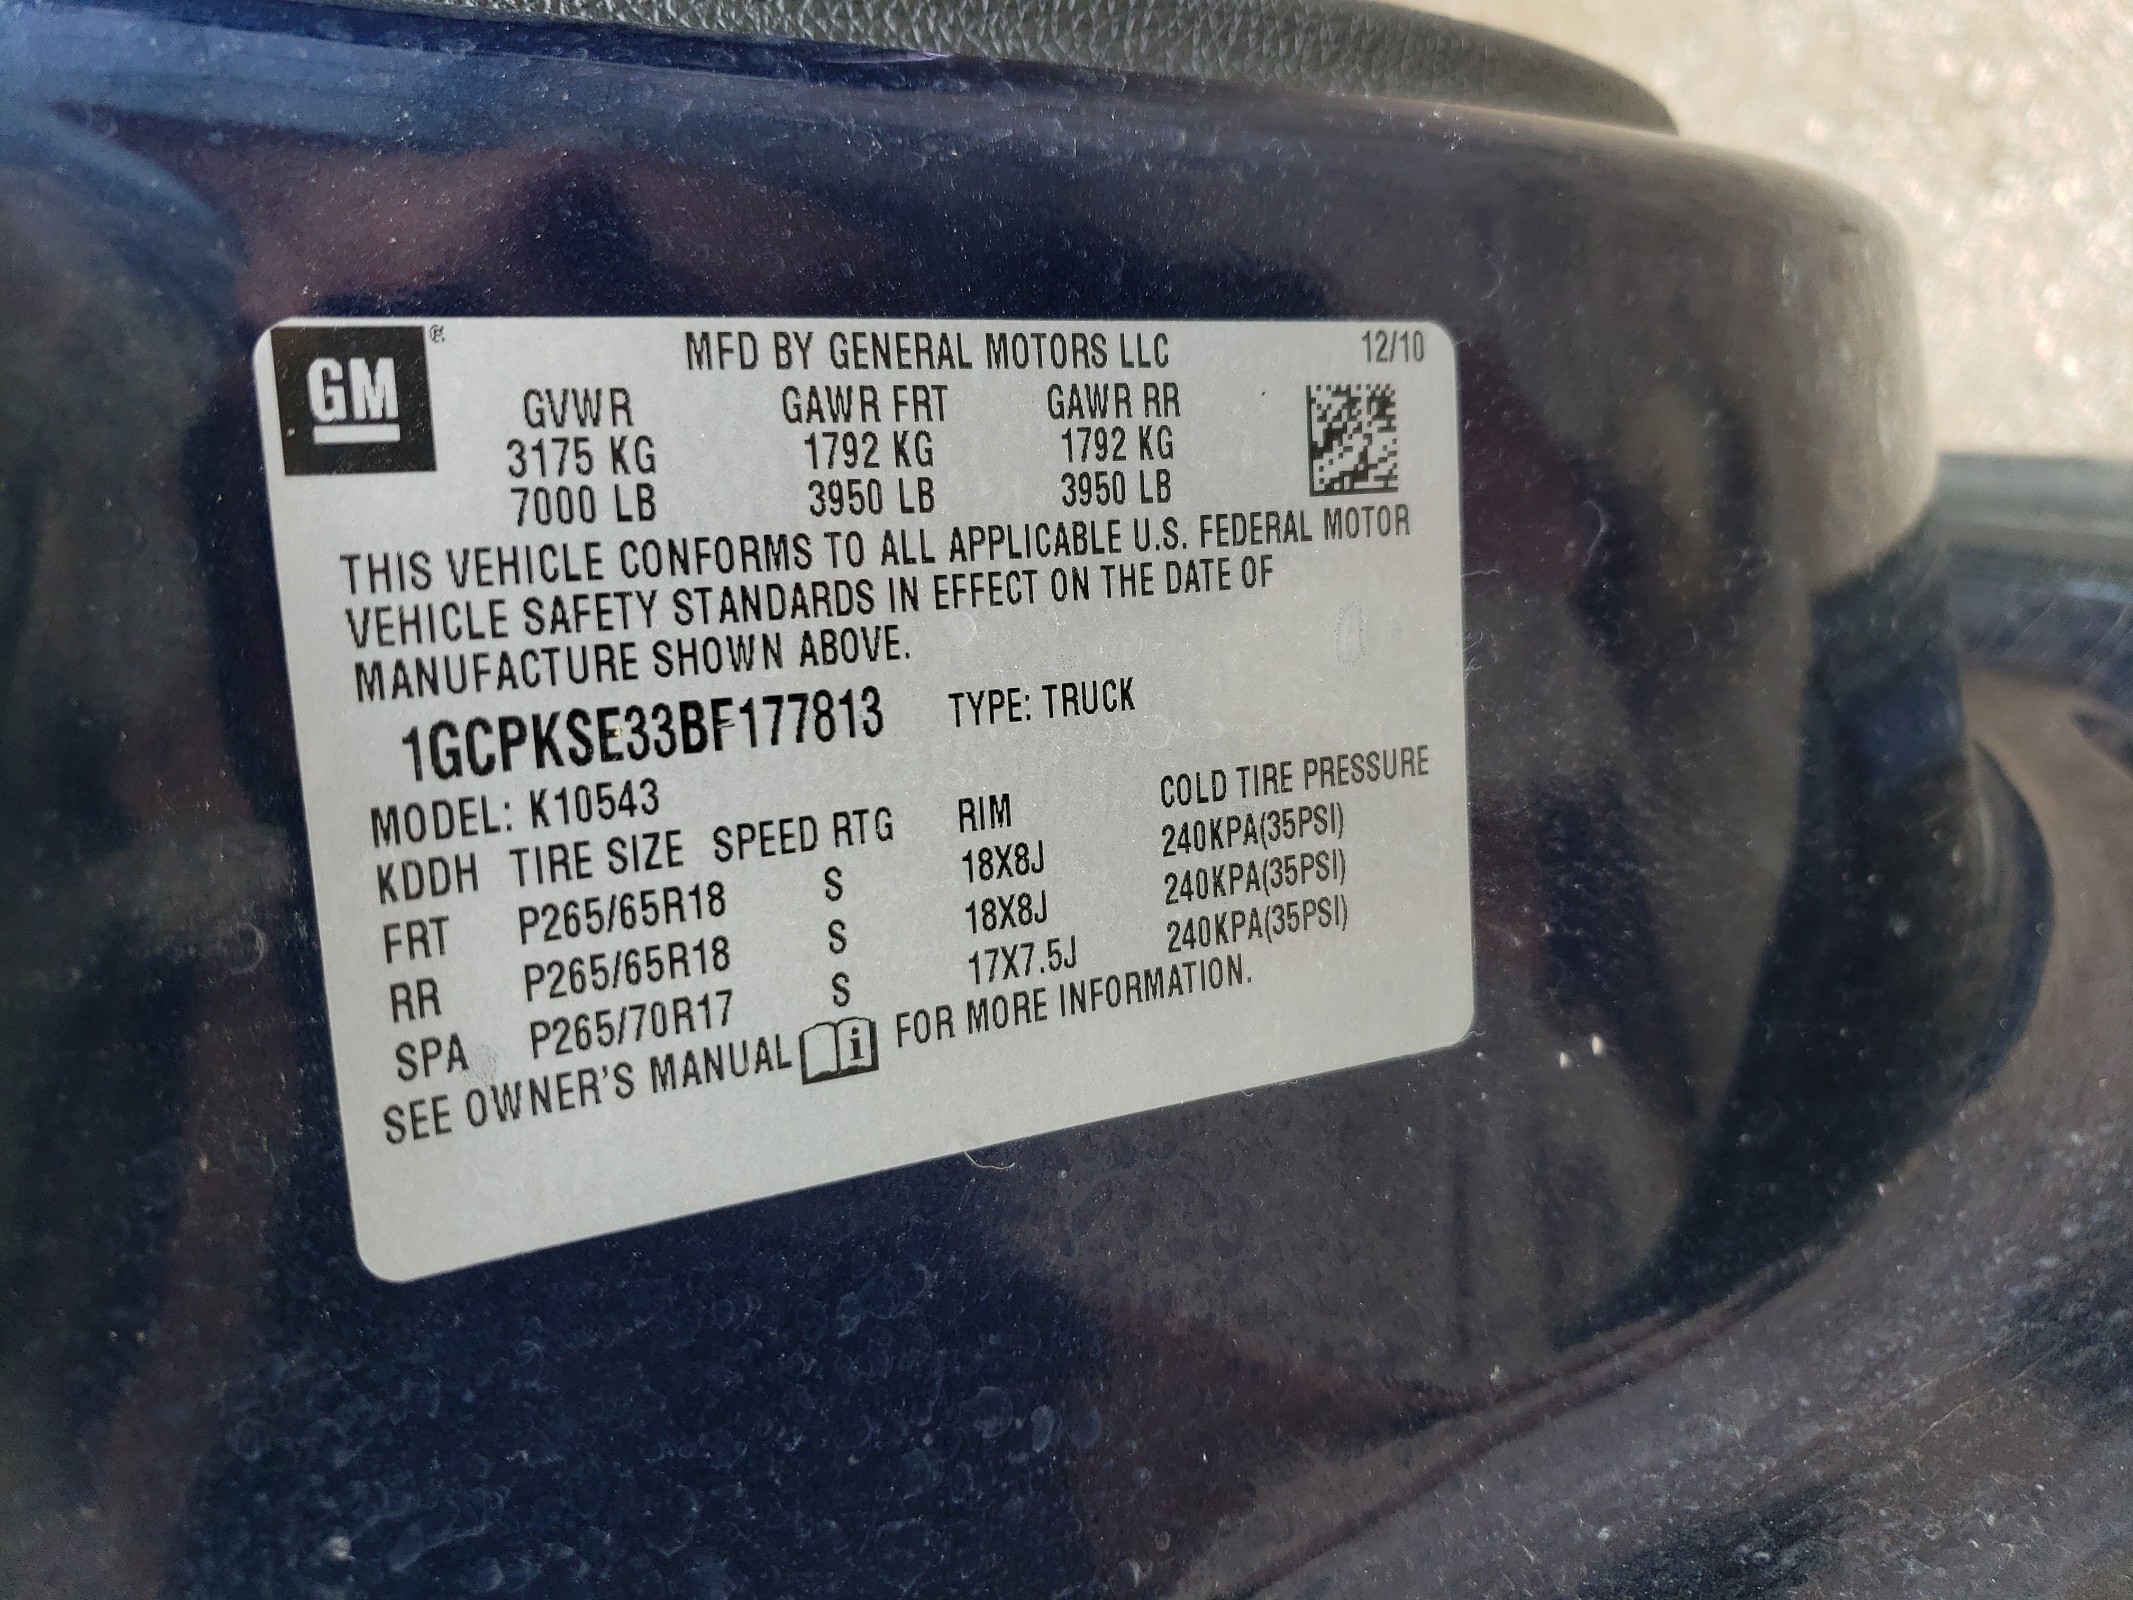 GM ®
MFD BY GENERAL MOTORS LLC 12/10
GVWR GAWR FRT GAWR RR
3175 KG 1792 KG 1792 KG
7000 LB 3950 LB 3950 LB
THIS VEHICLE CONFORMS TO ALL APPLICABLE U.S. FEDERAL MOTOR
VEHICLE SAFETY STANDARDS IN EFFECT ON THE DATE OF
MANUFACTURE SHOWN ABOVE.
1GCPKSE33BF177813 TYPE: TRUCK
MODEL: K10543
KDDH TIRE SIZE SPEED RTG RIM COLD TIRE PRESSURE
FRT P265/65R18 S 18X8J 240KPA(35PSI)
RR P265/65R18 S 18X8J 240KPA(35PSI)
SPA P265/70R17 S 17X7.5J 240KPA(35PSI)
SEE OWNER'S MANUAL i FOR MORE INFORMATION.